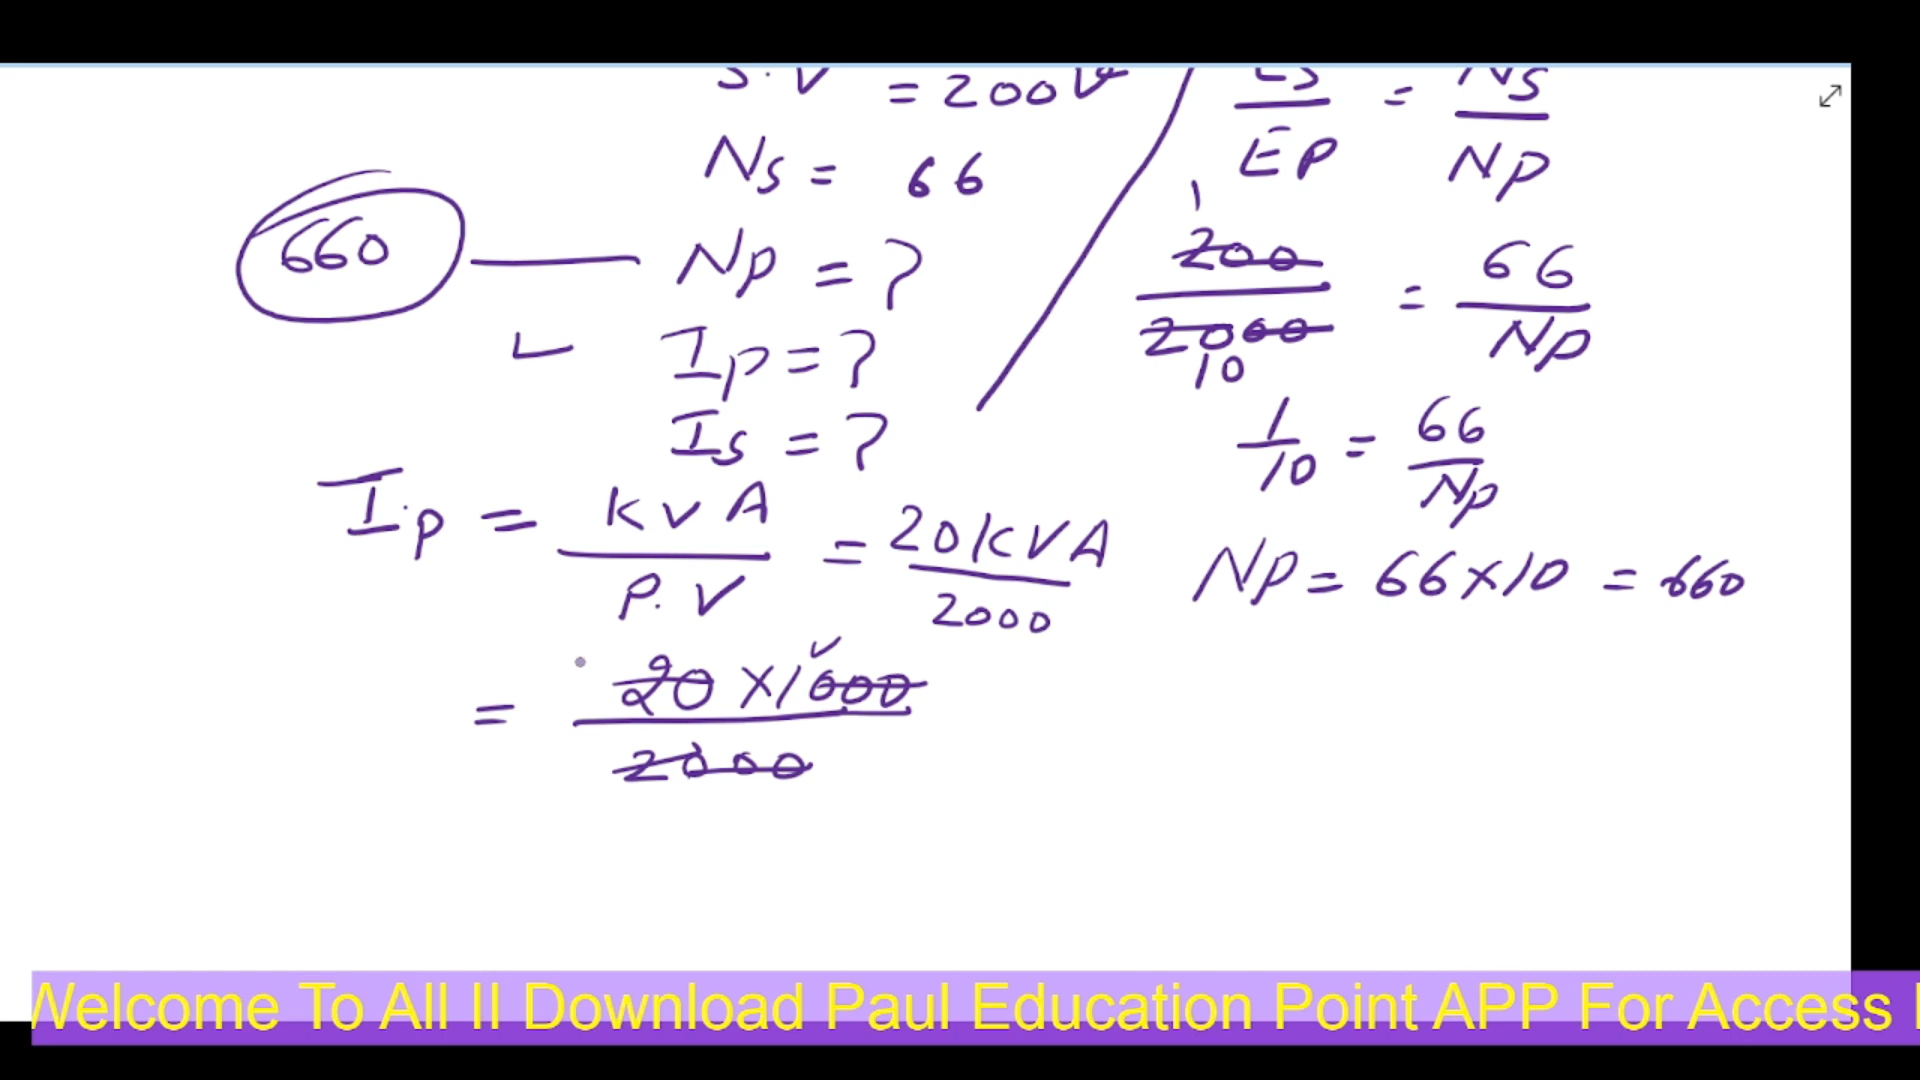 S.V = 200V
Ns = 66
660 — Np = ?
Ip = ?
Is = ?
Es/Ep = Ns/Np
200/2000 = 66/Np
1
10
1/10 = 66/Np
Np = 66 x 10 = 660
Ip = KVA/P.V = 20KVA/2000
= 20 x 1000/2000
Welcome To All II Download Paul Education Point APP For Access